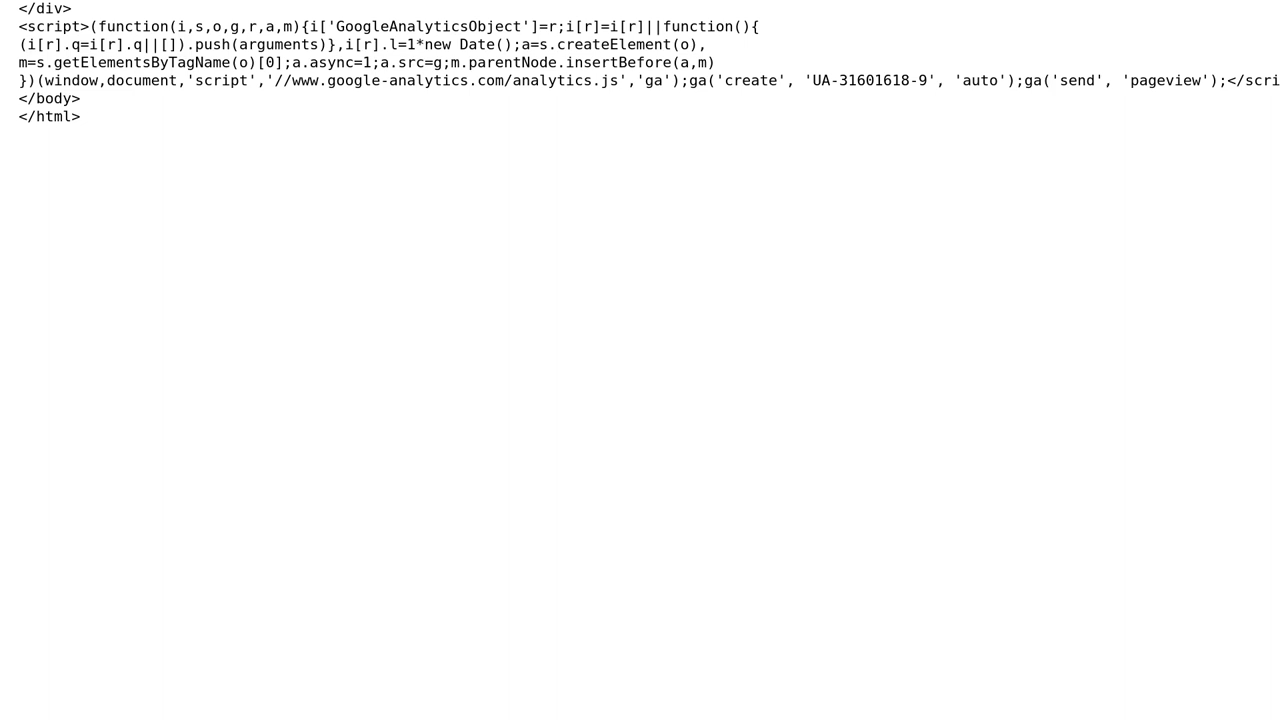 </div>
<script>(function(i,s,o,g,r,a,m){i['GoogleAnalyticsObject']=r;i[r]=i[r]||function(){
(i[r].q=i[r].q||[]).push(arguments)},i[r].l=1*new Date();a=s.createElement(o),
m=s.getElementsByTagName(o)[0];a.async=1;a.src=g;m.parentNode.insertBefore(a,m)
})(window,document,'script','//www.google-analytics.com/analytics.js','ga');ga('create', 'UA-31601618-9', 'auto');ga('send', 'pageview');</scri
</body>
</html>